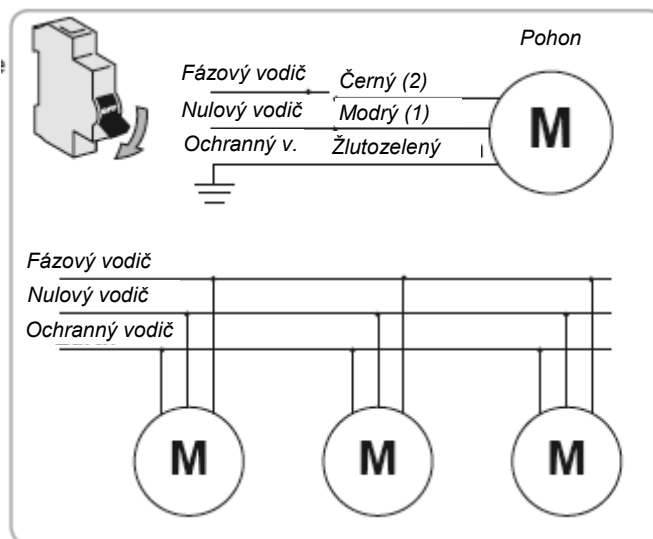 Pohon
Fázový vodič Černý (2)
Nulový vodič Modrý (1)
Ochranný v. Žlutozelený
M
Fázový vodič
Nulový vodič
Ochranný vodič
M M M